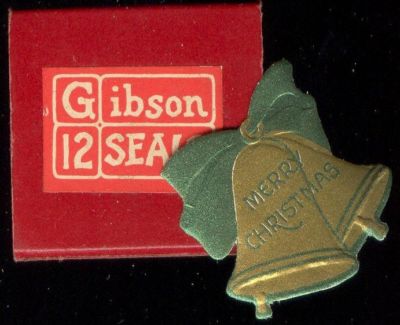 Gibson
12 SEAL
MERRY
CHRISTMAS